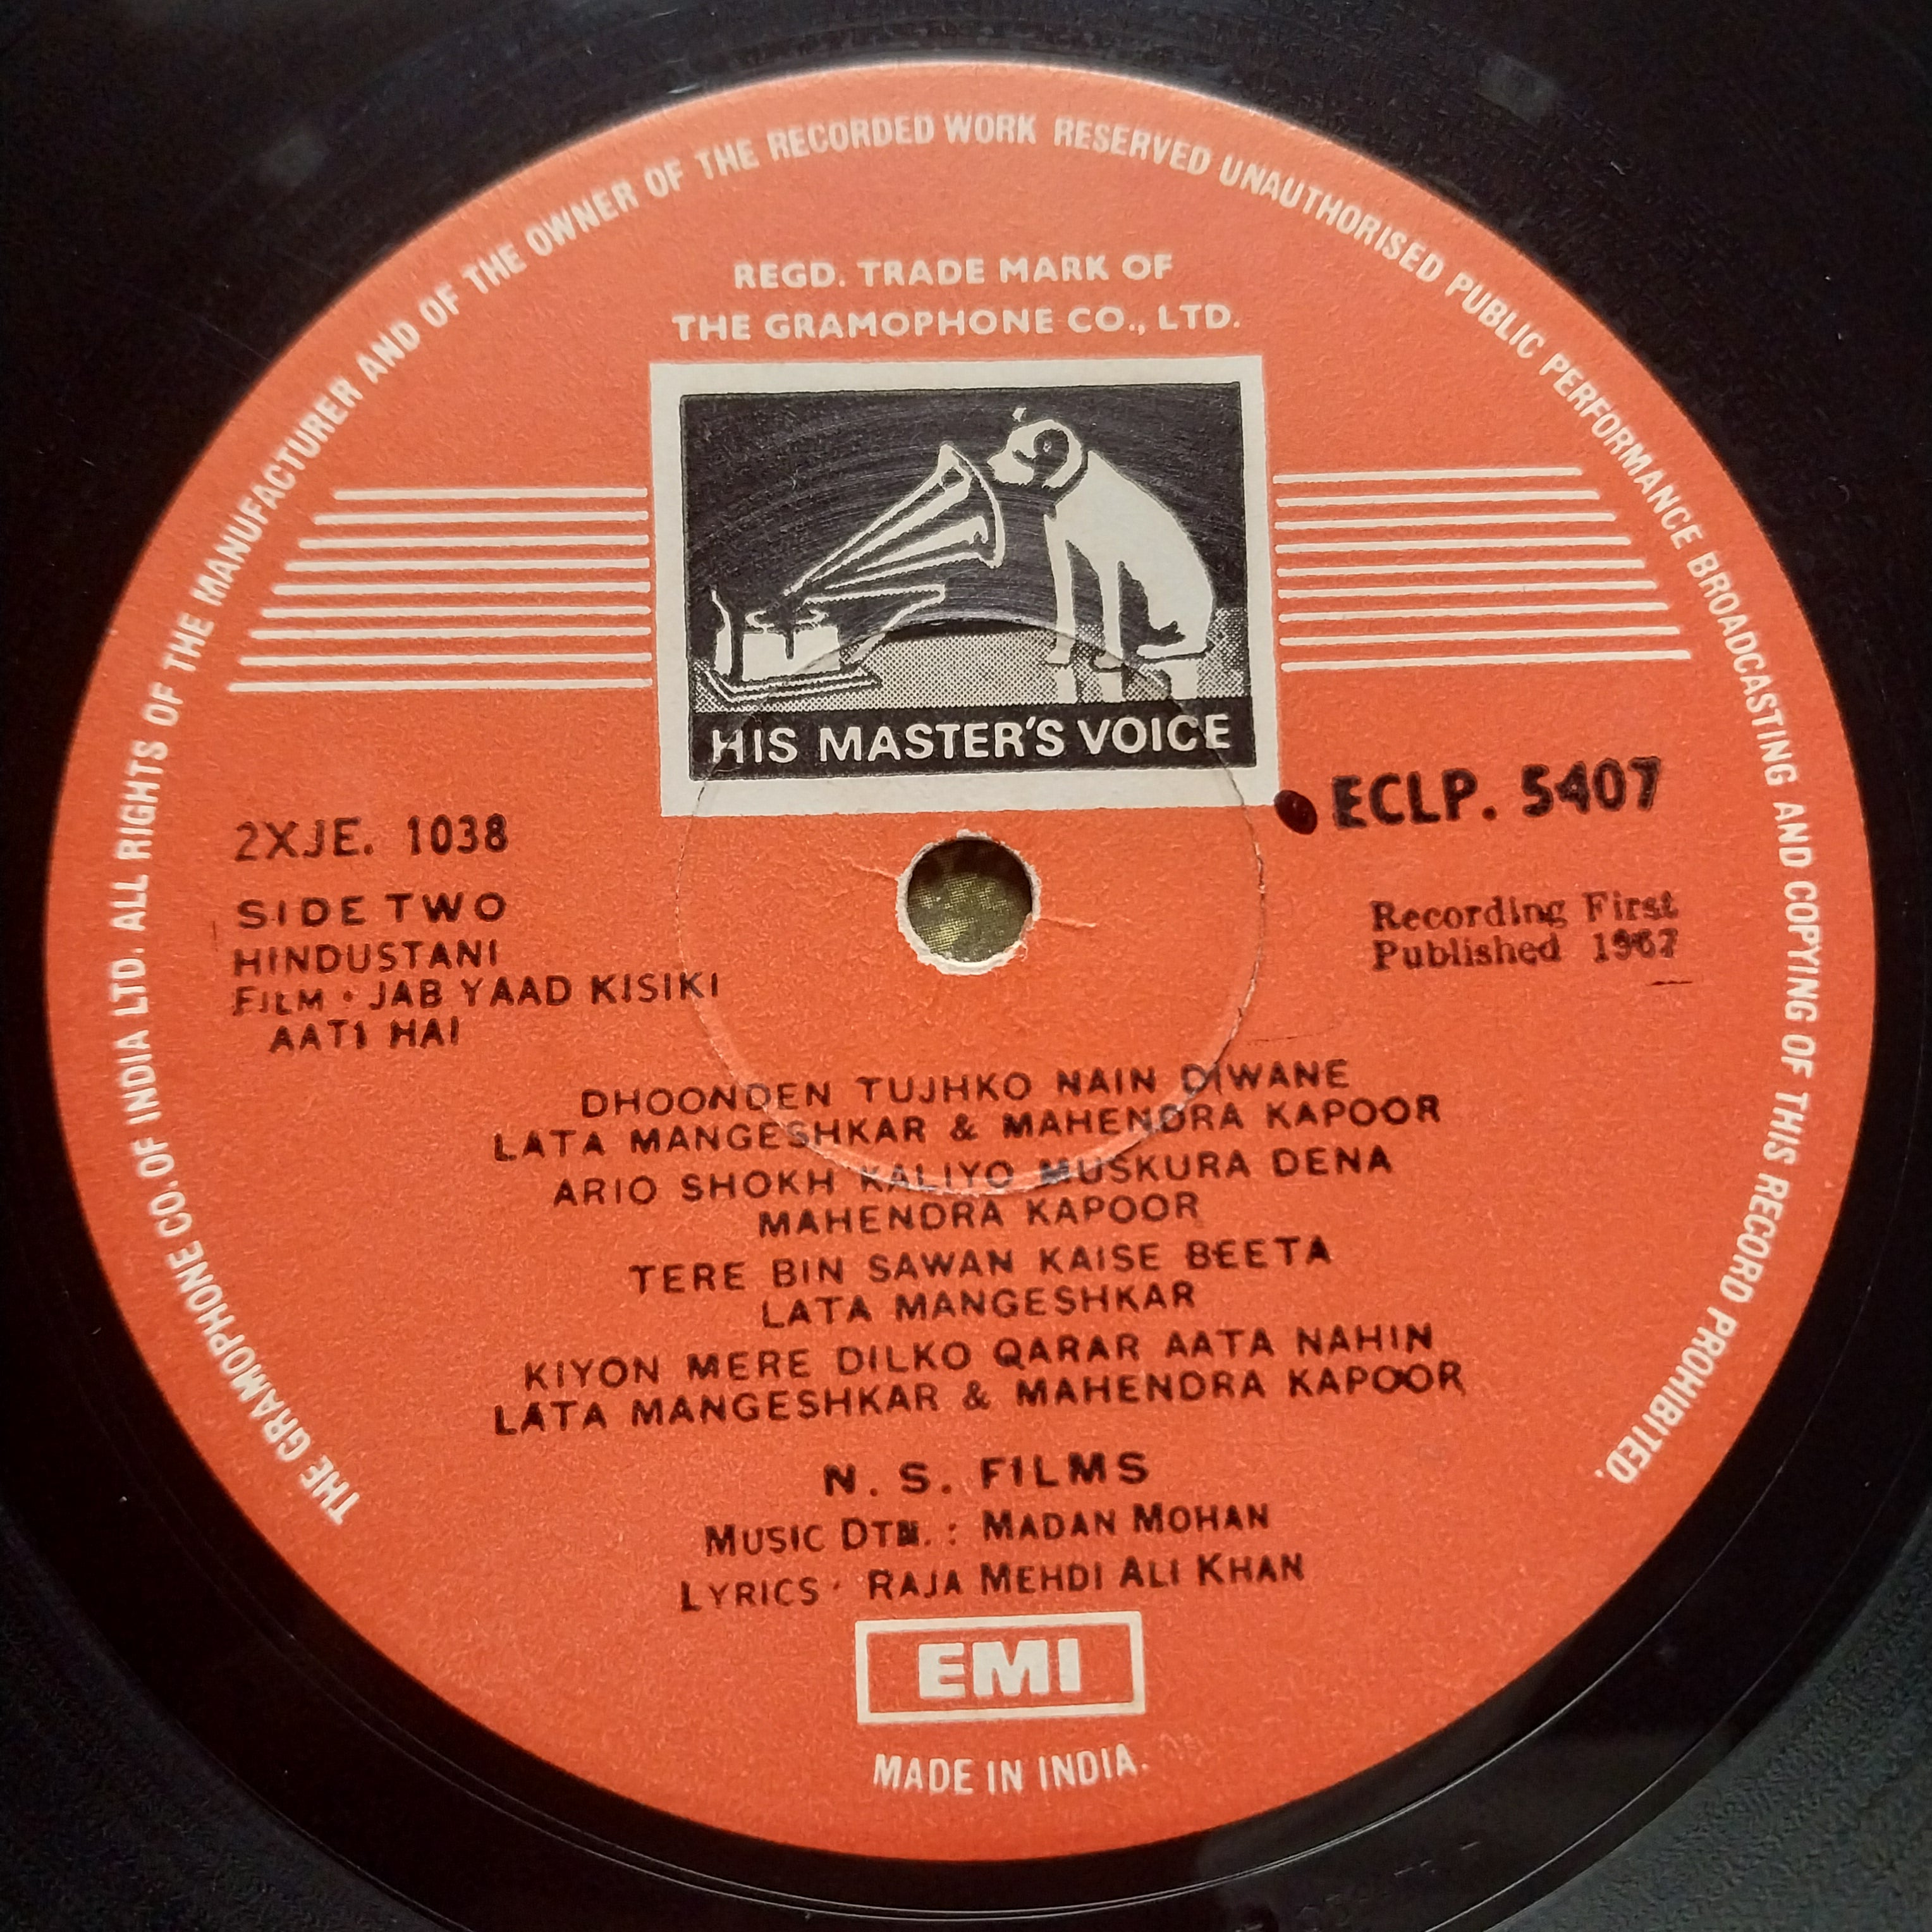 THE GRAMOPHONE CO. OF INDIA LTD. ALL RIGHTS OF THE MANUFACTURER AND OF THE OWNER OF THE RECORDED WORK RESERVED UNAUTHORISED PUBLIC PERFORMANCE BROADCASTING AND COPYING OF THIS RECORD PROHIBITED.
REGD. TRADE MARK OF
THE GRAMOPHONE CO., LTD.
HIS MASTER'S VOICE
2XJE. 1038
ECLP. 5407
SIDE TWO
HINDUSTANI
FILM · JAB YAAD KISIKI
AATI HAI
Recording First
Published 1967
DHOONDEN TUJHKO NAIN DIWANE
LATA MANGESHKAR & MAHENDRA KAPOOR
ARIO SHOKH KALIYO MUSKURA DENA
MAHENDRA KAPOOR
TERE BIN SAWAN KAISE BEETA
LATA MANGESHKAR
KIYON MERE DILKO QARAR AATA NAHIN
LATA MANGESHKAR & MAHENDRA KAPOOR
N. S. FILMS
MUSIC DTN. : MADAN MOHAN
LYRICS · RAJA MEHDI ALI KHAN
EMI
MADE IN INDIA.